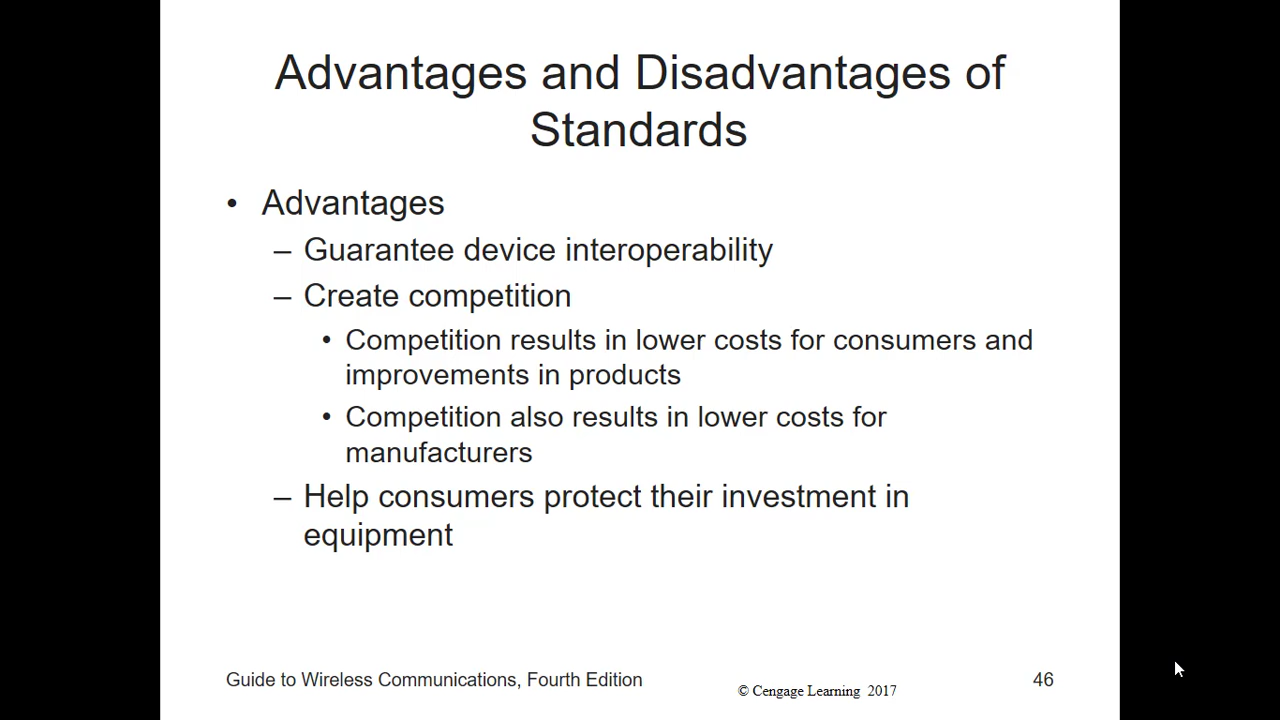 Advantages and Disadvantages of
Standards
• Advantages
– Guarantee device interoperability
– Create competition
• Competition results in lower costs for consumers and
improvements in products
• Competition also results in lower costs for
manufacturers
– Help consumers protect their investment in
equipment
Guide to Wireless Communications, Fourth Edition
© Cengage Learning 2017
46